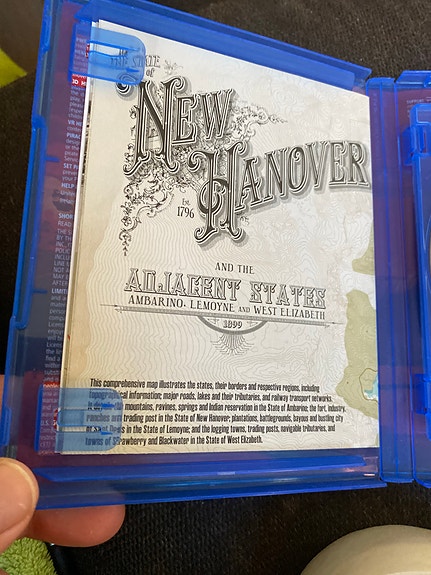 THE STATE
of
NEW
HANOVER
Est.
1796
AND THE
ADJACENT STATES
AMBARINO, LEMOYNE AND WEST ELIZABETH
1899
This comprehensive map illustrates the states, their borders and respective regions, including
topographical information; major roads, lakes and their tributaries, and railway transport networks.
mountains, ravines, springs and Indian reservation in the State of Ambarino; the fort, industry,
ranches and trading post in the State of New Hanover; plantations, battlegrounds, bayous and bustling city
of Saint Denis in the State of Lemoyne; and the logging towns, trading posts, navigable tributaries, and
towns of Strawberry and Blackwater in the State of West Elizabeth.